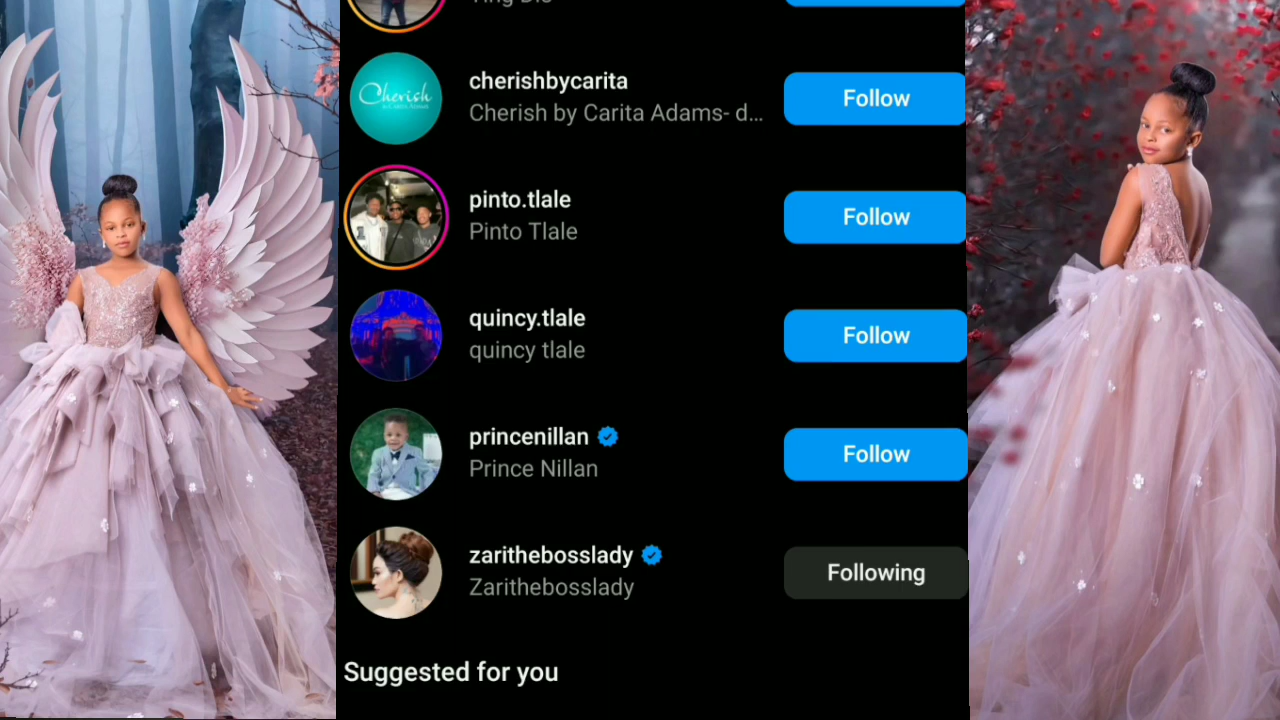 cherishbycarita
Cherish by Carita Adams- d...
Follow
Cherish
pinto.tlale
Pinto Tlale
Follow
quincy.tlale
quincy tlale
Follow
princenillan
Prince Nillan
Follow
zarithebosslady
Zarithebosslady
Following
Suggested for you